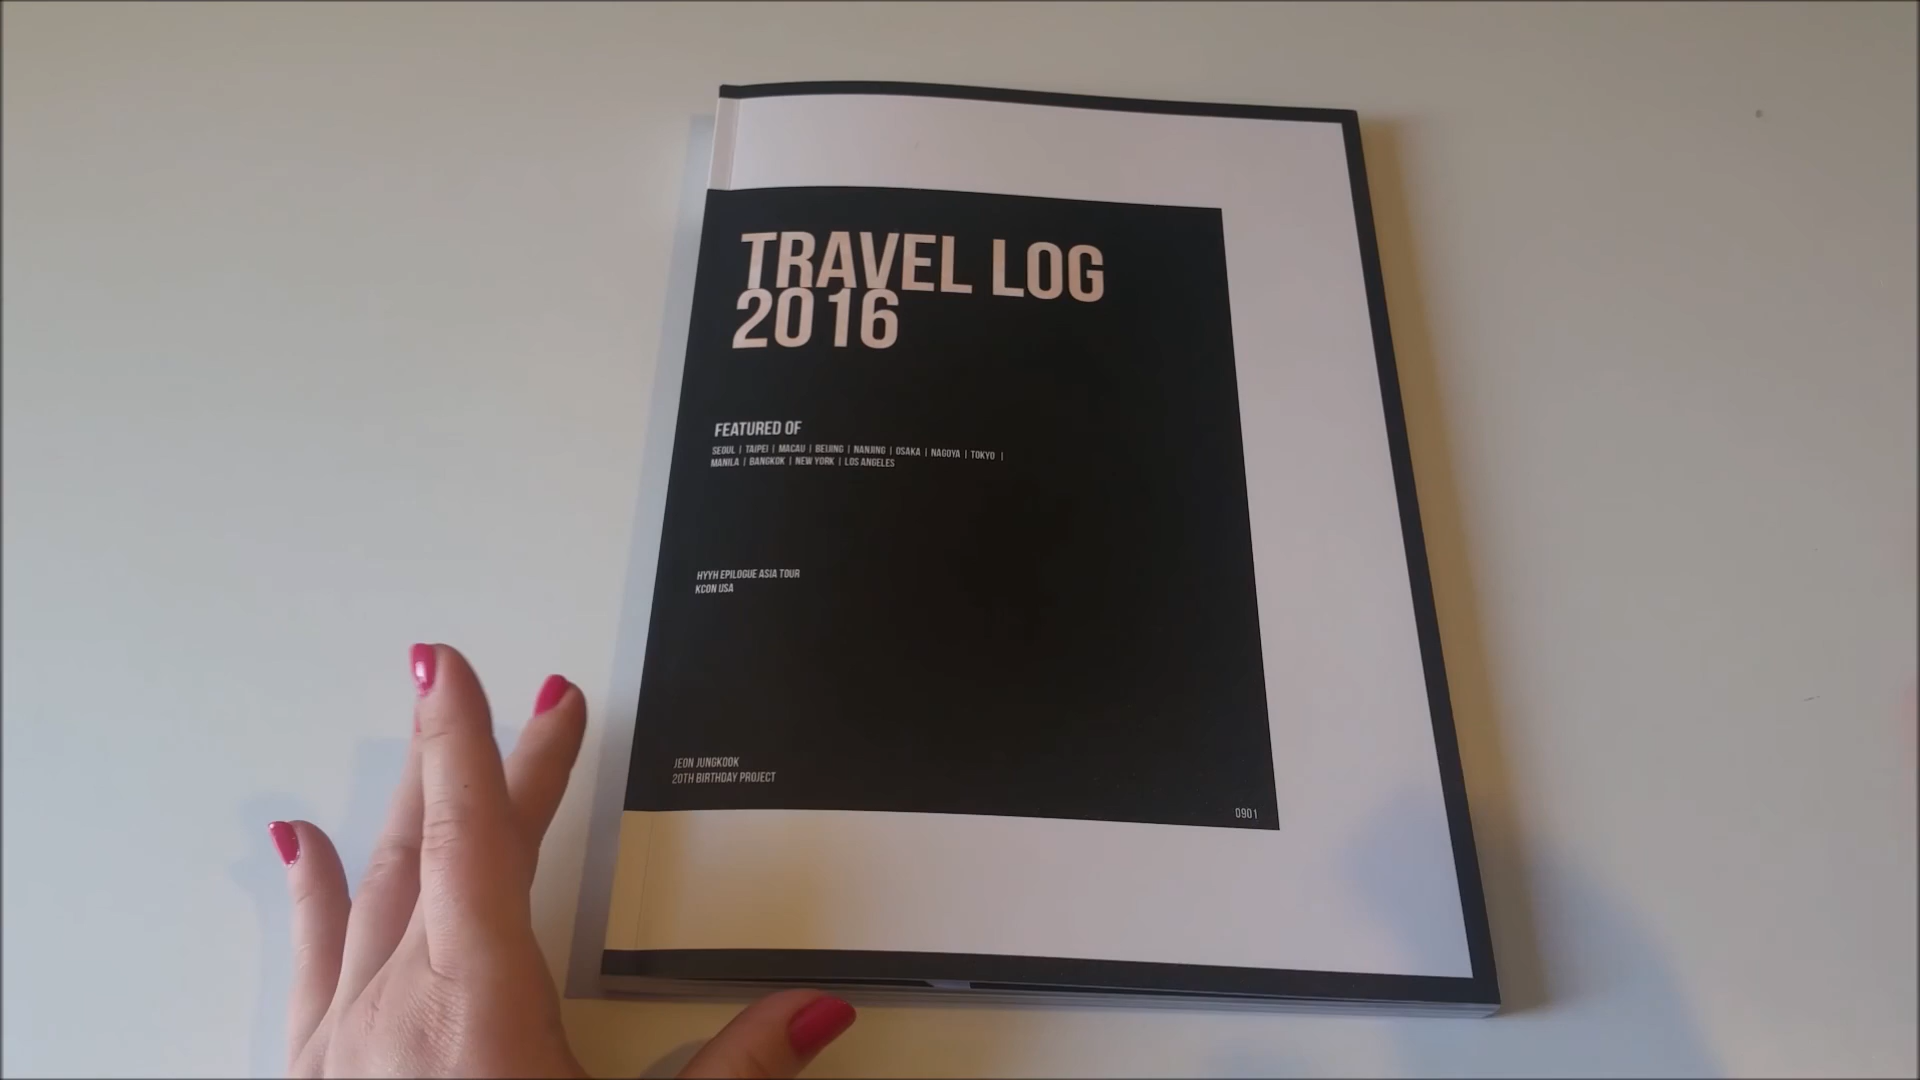 TRAVEL LOG
2016
FEATURED OF
SEOUL | TAIPEI | MACAU | BEIJING | NANJING | OSAKA | NAGOYA | TOKYO |
MANILA | BANGKOK | NEW YORK | LOS ANGELES
HYYH EPILOGUE ASIA TOUR
KCON USA
JEON JUNGKOOK
20TH BIRTHDAY PROJECT
0901